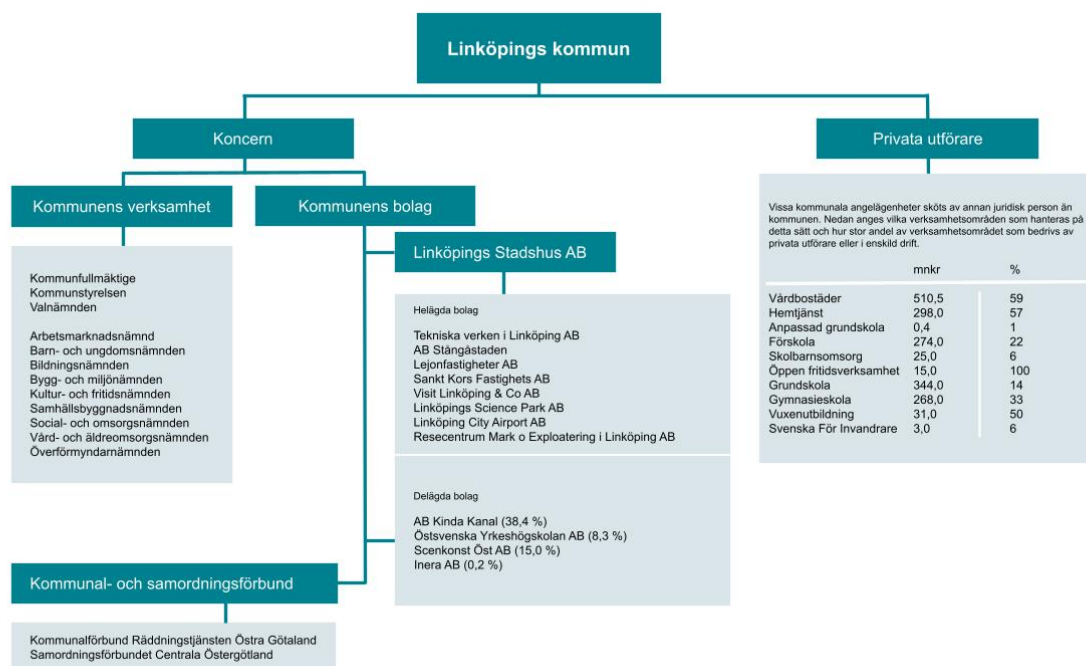 Linköpings kommun
Koncern
Privata utförare
Kommunens verksamhet
Kommunens bolag
Linköpings Stadshus AB
Kommunfullmäktige
Kommunstyrelsen
Valnämnden
Arbetsmarknadsnämnd
Barn- och ungdomsnämnden
Bildningsnämnden
Bygg- och miljönämnden
Kultur- och fritidsnämnden
Samhällsbyggnadsnämnden
Social- och omsorgsnämnden
Vård- och äldreomsorgsnämnden
Överförmyndarnämnden
Helägda bolag
Tekniska verken i Linköping AB
AB Stångåstaden
Lejonfastigheter AB
Sankt Kors Fastighets AB
Visit Linköping & Co AB
Linköpings Science Park AB
Linköping City Airport AB
Resecentrum Mark o Exploatering i Linköping AB
Delägda bolag
AB Kinda Kanal (38,4 %)
Östsvenska Yrkeshögskolan AB (8,3 %)
Scenkonst Öst AB (15,0 %)
Inera AB (0,2 %)
Kommunal- och samordningsförbund
Kommunalförbund Räddningstjänsten Östra Götaland
Samordningsförbundet Centrala Östergötland
Vissa kommunala angelägenheter sköts av annan juridisk person än
kommunen. Nedan anges vilka verksamhetsområden som hanteras på
detta sätt och hur stor andel av verksamhetsområdet som bedrivs av
privata utförare eller i enskild drift.
mnkr %
Vårdbostäder 510,5 59
Hemtjänst 298,0 57
Anpassad grundskola 0,4 1
Förskola 274,0 22
Skolbarnsomsorg 25,0 6
Öppen fritidsverksamhet 15,0 100
Grundskola 344,0 14
Gymnasieskola 268,0 33
Vuxenutbildning 31,0 50
Svenska För Invandrare 3,0 6